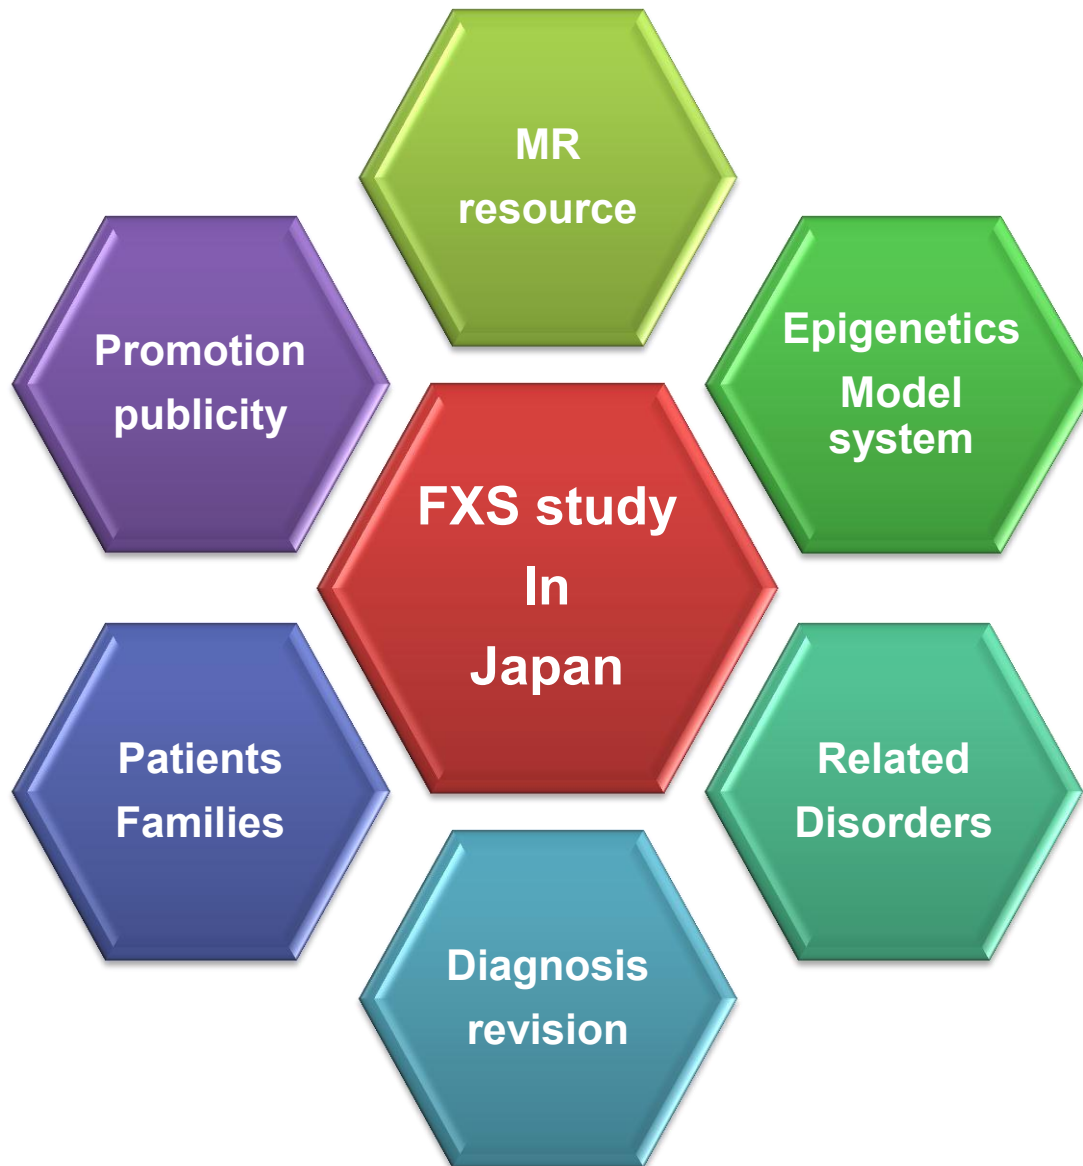 MR
resource
Promotion
publicity
Epigenetics
Model
system
FXS study
In
Japan
Patients
Families
Related
Disorders
Diagnosis
revision